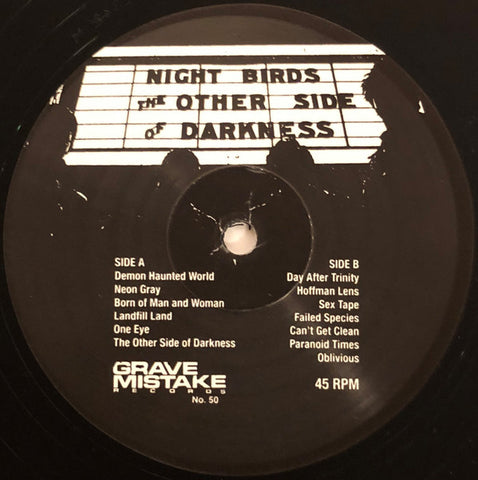 NIGHT BIRDS
THE OTHER SIDE
OF DARKNESS
SIDE A
Demon Haunted World
Neon Gray
Born of Man and Woman
Landfill Land
One Eye
The Other Side of Darkness
SIDE B
Day After Trinity
Hoffman Lens
Sex Tape
Failed Species
Can't Get Clean
Paranoid Times
Oblivious
GRAVE
MISTAKE
RECORDS
No. 50
45 RPM